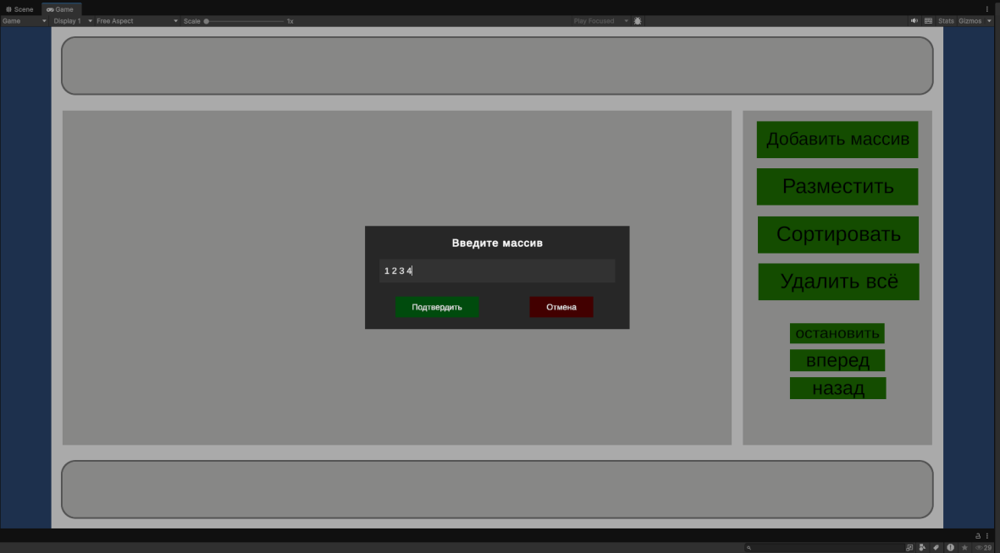 Scene Game
Game Display 1 Free Aspect Scale 1x Play Focused Stats Gizmos
Добавить массив
Разместить
Сортировать
Удалить всё
остановить
вперед
назад
Введите массив
1 2 3 4
Подтвердить Отмена
29